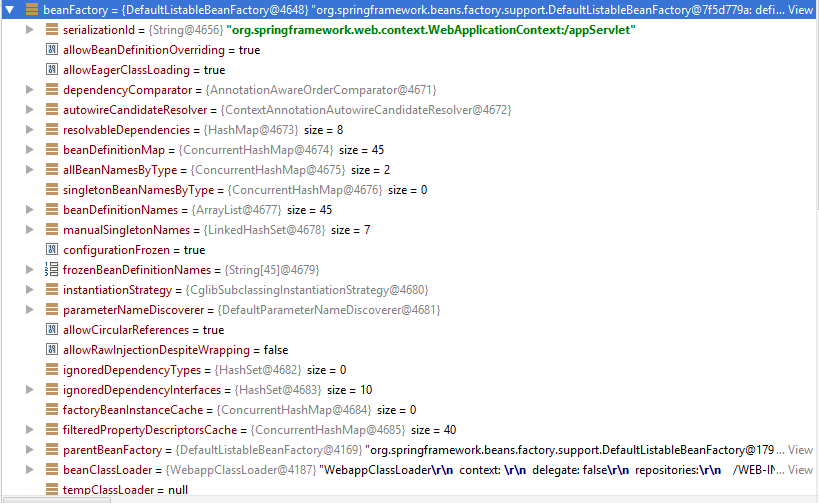 beanFactory = {DefaultListableBeanFactory@4648} "org.springframework.beans.factory.support.DefaultListableBeanFactory@7f5d779a: defi... View
serializationId = {String@4656} "org.springframework.web.context.WebApplicationContext:/appServlet"
allowBeanDefinitionOverriding = true
allowEagerClassLoading = true
dependencyComparator = {AnnotationAwareOrderComparator@4671}
autowireCandidateResolver = {ContextAnnotationAutowireCandidateResolver@4672}
resolvableDependencies = {HashMap@4673} size = 8
beanDefinitionMap = {ConcurrentHashMap@4674} size = 45
allBeanNamesByType = {ConcurrentHashMap@4675} size = 2
singletonBeanNamesByType = {ConcurrentHashMap@4676} size = 0
beanDefinitionNames = {ArrayList@4677} size = 45
manualSingletonNames = {LinkedHashSet@4678} size = 7
configurationFrozen = true
frozenBeanDefinitionNames = {String[45]@4679}
instantiationStrategy = {CglibSubclassingInstantiationStrategy@4680}
parameterNameDiscoverer = {DefaultParameterNameDiscoverer@4681}
allowCircularReferences = true
allowRawInjectionDespiteWrapping = false
ignoredDependencyTypes = {HashSet@4682} size = 0
ignoredDependencyInterfaces = {HashSet@4683} size = 10
factoryBeanInstanceCache = {ConcurrentHashMap@4684} size = 0
filteredPropertyDescriptorsCache = {ConcurrentHashMap@4685} size = 40
parentBeanFactory = {DefaultListableBeanFactory@4169} "org.springframework.beans.factory.support.DefaultListableBeanFactory@179 ... View
beanClassLoader = {WebappClassLoader@4187} "WebappClassLoader\r\n context: \r\n delegate: false\r\n repositories:\r\n /WEB-IN... View
tempClassLoader = null